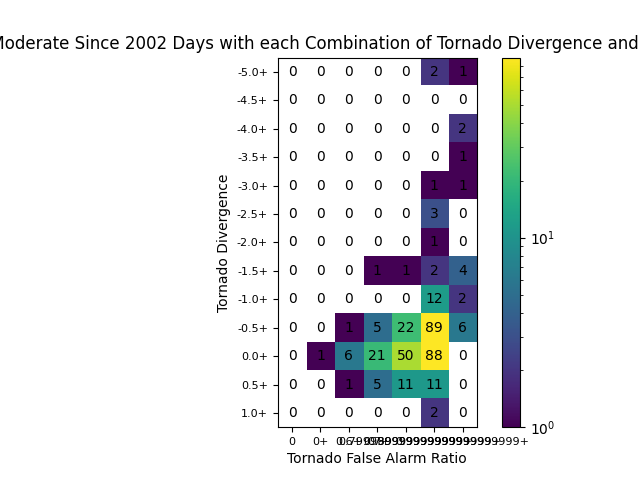 Moderate Since 2002 Days with each Combination of Tornado Divergence and
-5.0+ 0 0 0 0 0 2 1
-4.5+ 0 0 0 0 0 0 0
-4.0+ 0 0 0 0 0 0 2
-3.5+ 0 0 0 0 0 0 1
-3.0+ 0 0 0 0 0 1 1
-2.5+ 0 0 0 0 0 3 0
-2.0+ 0 0 0 0 0 1 0
-1.5+ 0 0 0 1 1 2 4
-1.0+ 0 0 0 0 0 12 2
-0.5+ 0 0 1 5 22 89 6
0.0+ 0 1 6 21 50 88 0
0.5+ 0 0 1 5 11 11 0
1.0+ 0 0 0 0 0 2 0
0 0+
Tornado False Alarm Ratio
Tornado Divergence
10^1
10^0